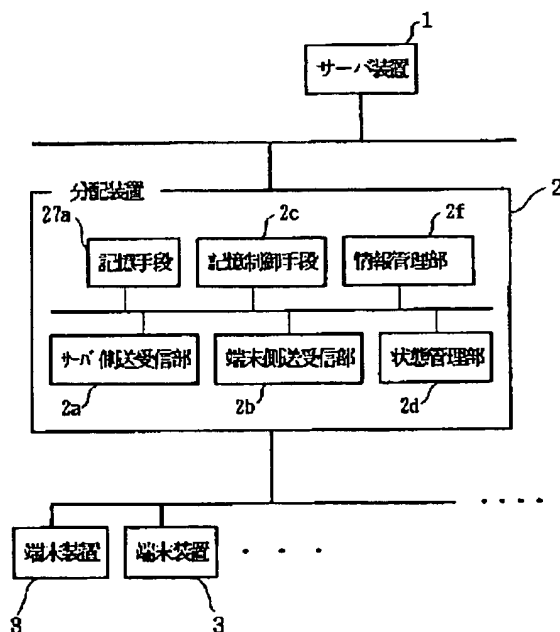 1
サーバ装置
分配装置
2
27a
2c
2f
記憶手段
記憶制御手段
情報管理部
サーバ側送受信部
端末側送受信部
状態管理部
2a
2b
2d
端末装置
端末装置
3
3